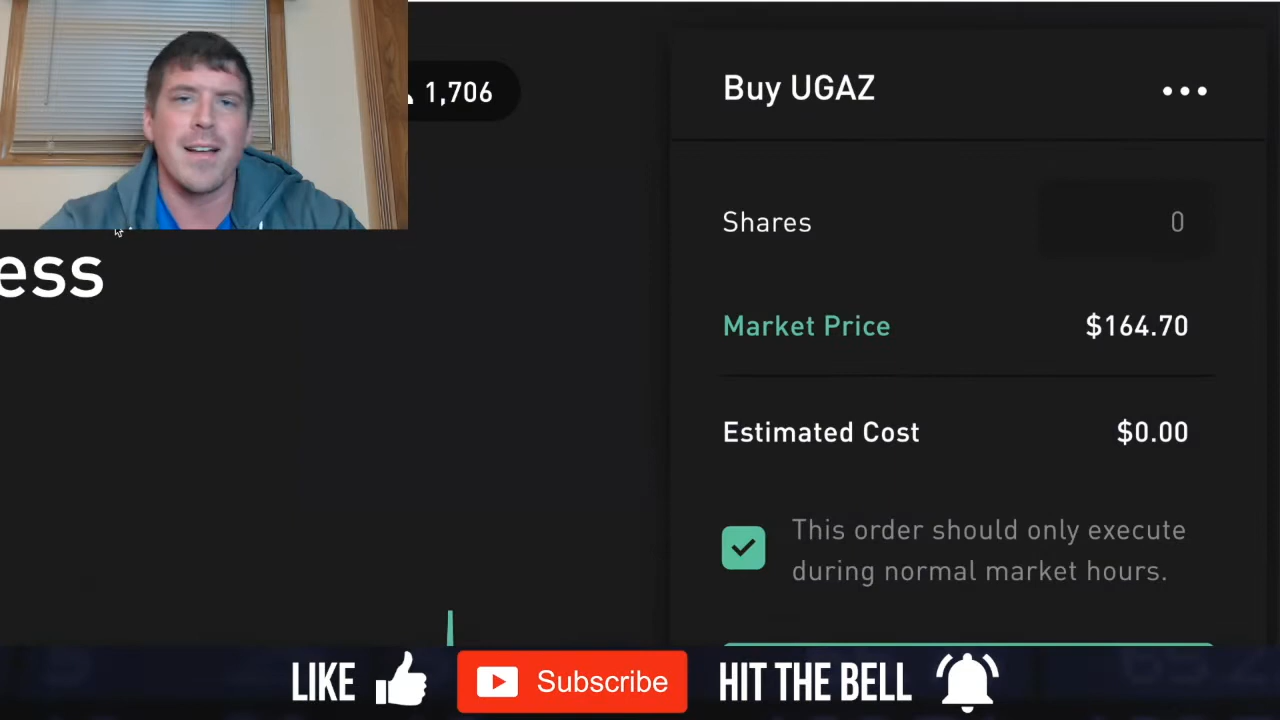 1,706
Buy UGAZ
Shares 0
ess
Market Price $164.70
Estimated Cost $0.00
This order should only execute
during normal market hours.
LIKE Subscribe HIT THE BELL